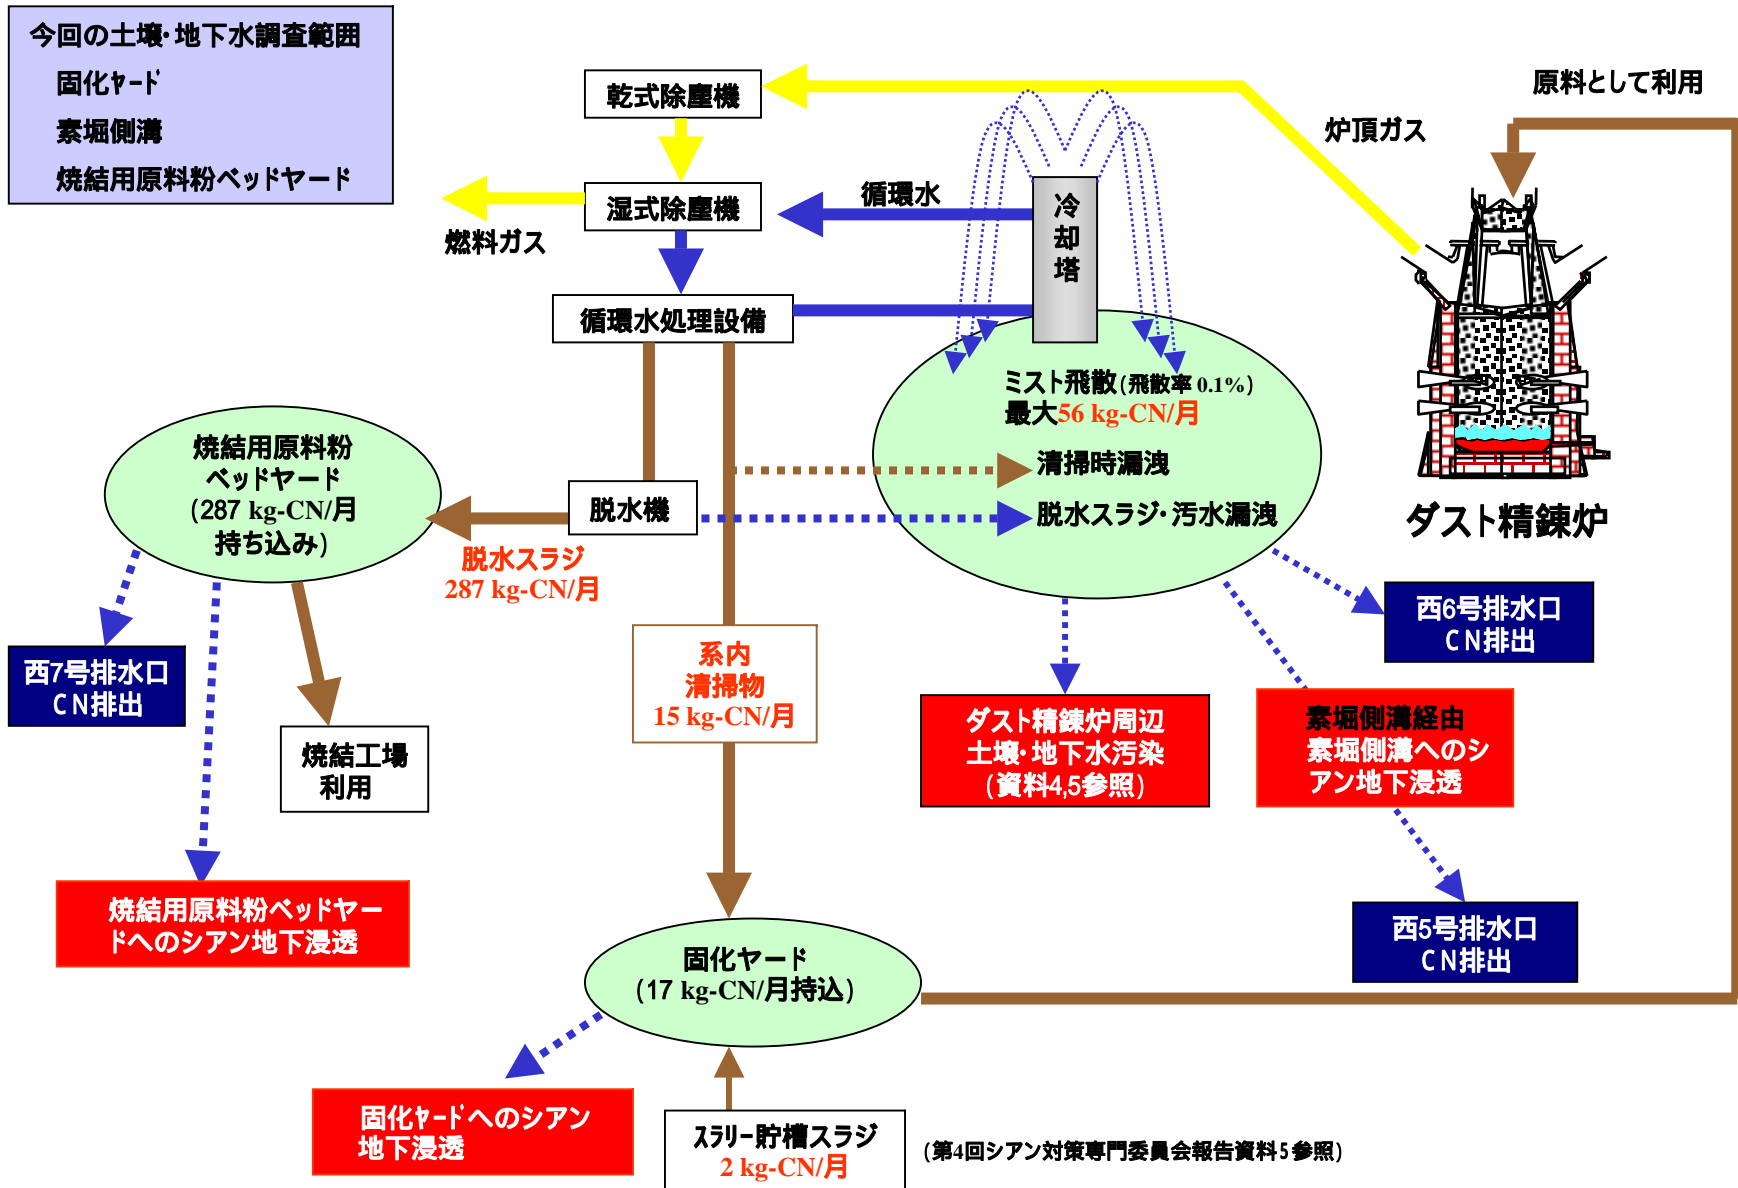 今回の土壌・地下水調査範囲
固化ﾔｰﾄﾞ
素堀側溝
焼結用原料粉ベッドヤード
乾式除塵機
原料として利用
炉頂ガス
湿式除塵機
循環水
冷
却
塔
燃料ガス
循環水処理設備
ミスト飛散(飛散率 0.1%)
最大56 kg-CN/月
清掃時漏洩
脱水スラジ・汚水漏洩
焼結用原料粉
ベッドヤード
(287 kg-CN/月
持ち込み)
脱水機
脱水スラジ
287 kg-CN/月
ダスト精錬炉
西6号排水口
CN排出
西7号排水口
CN排出
系内
清掃物
15 kg-CN/月
焼結工場
利用
ダスト精錬炉周辺
土壌・地下水汚染
(資料4,5参照)
素堀側溝経由
素堀側溝へのシ
アン地下浸透
焼結用原料粉ベッドヤー
ドへのシアン地下浸透
西5号排水口
CN排出
固化ヤード
(17 kg-CN/月持込)
固化ﾔｰﾄﾞへのシアン
地下浸透
ｽﾗﾘｰ貯槽スラジ
2 kg-CN/月
(第4回シアン対策専門委員会報告資料5参照)